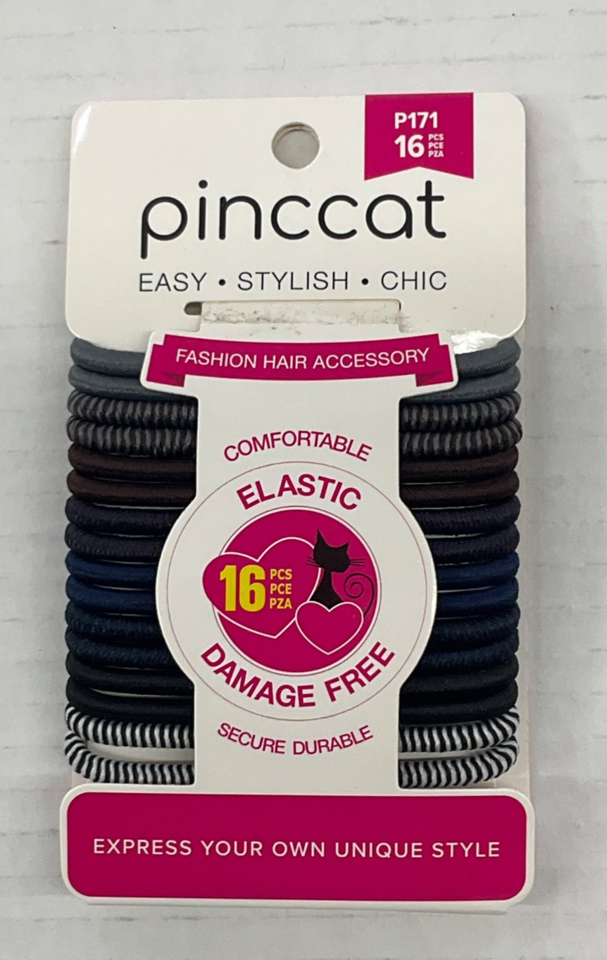 P171
16 PCS PCE PZA
pinccat
EASY • STYLISH • CHIC
FASHION HAIR ACCESSORY
COMFORTABLE
ELASTIC
16 PCS PCE PZA
DAMAGE FREE
SECURE DURABLE
EXPRESS YOUR OWN UNIQUE STYLE